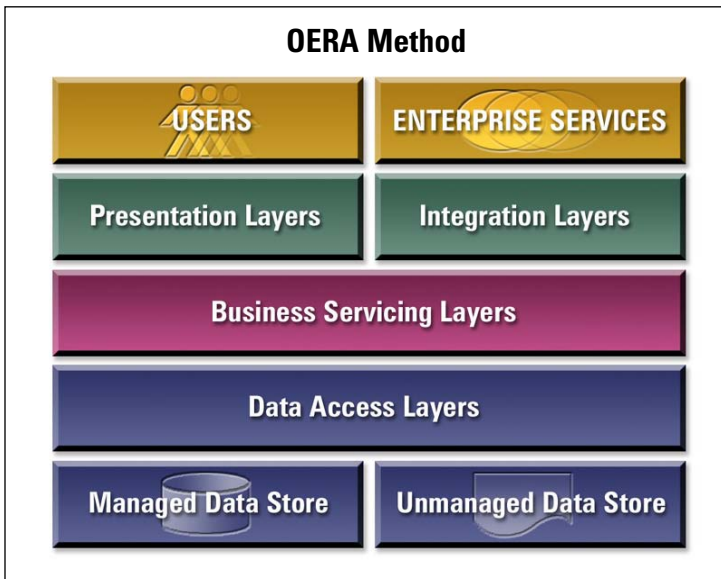 OERA Method
USERS
ENTERPRISE SERVICES
Presentation Layers
Integration Layers
Business Servicing Layers
Data Access Layers
Managed Data Store
Unmanaged Data Store